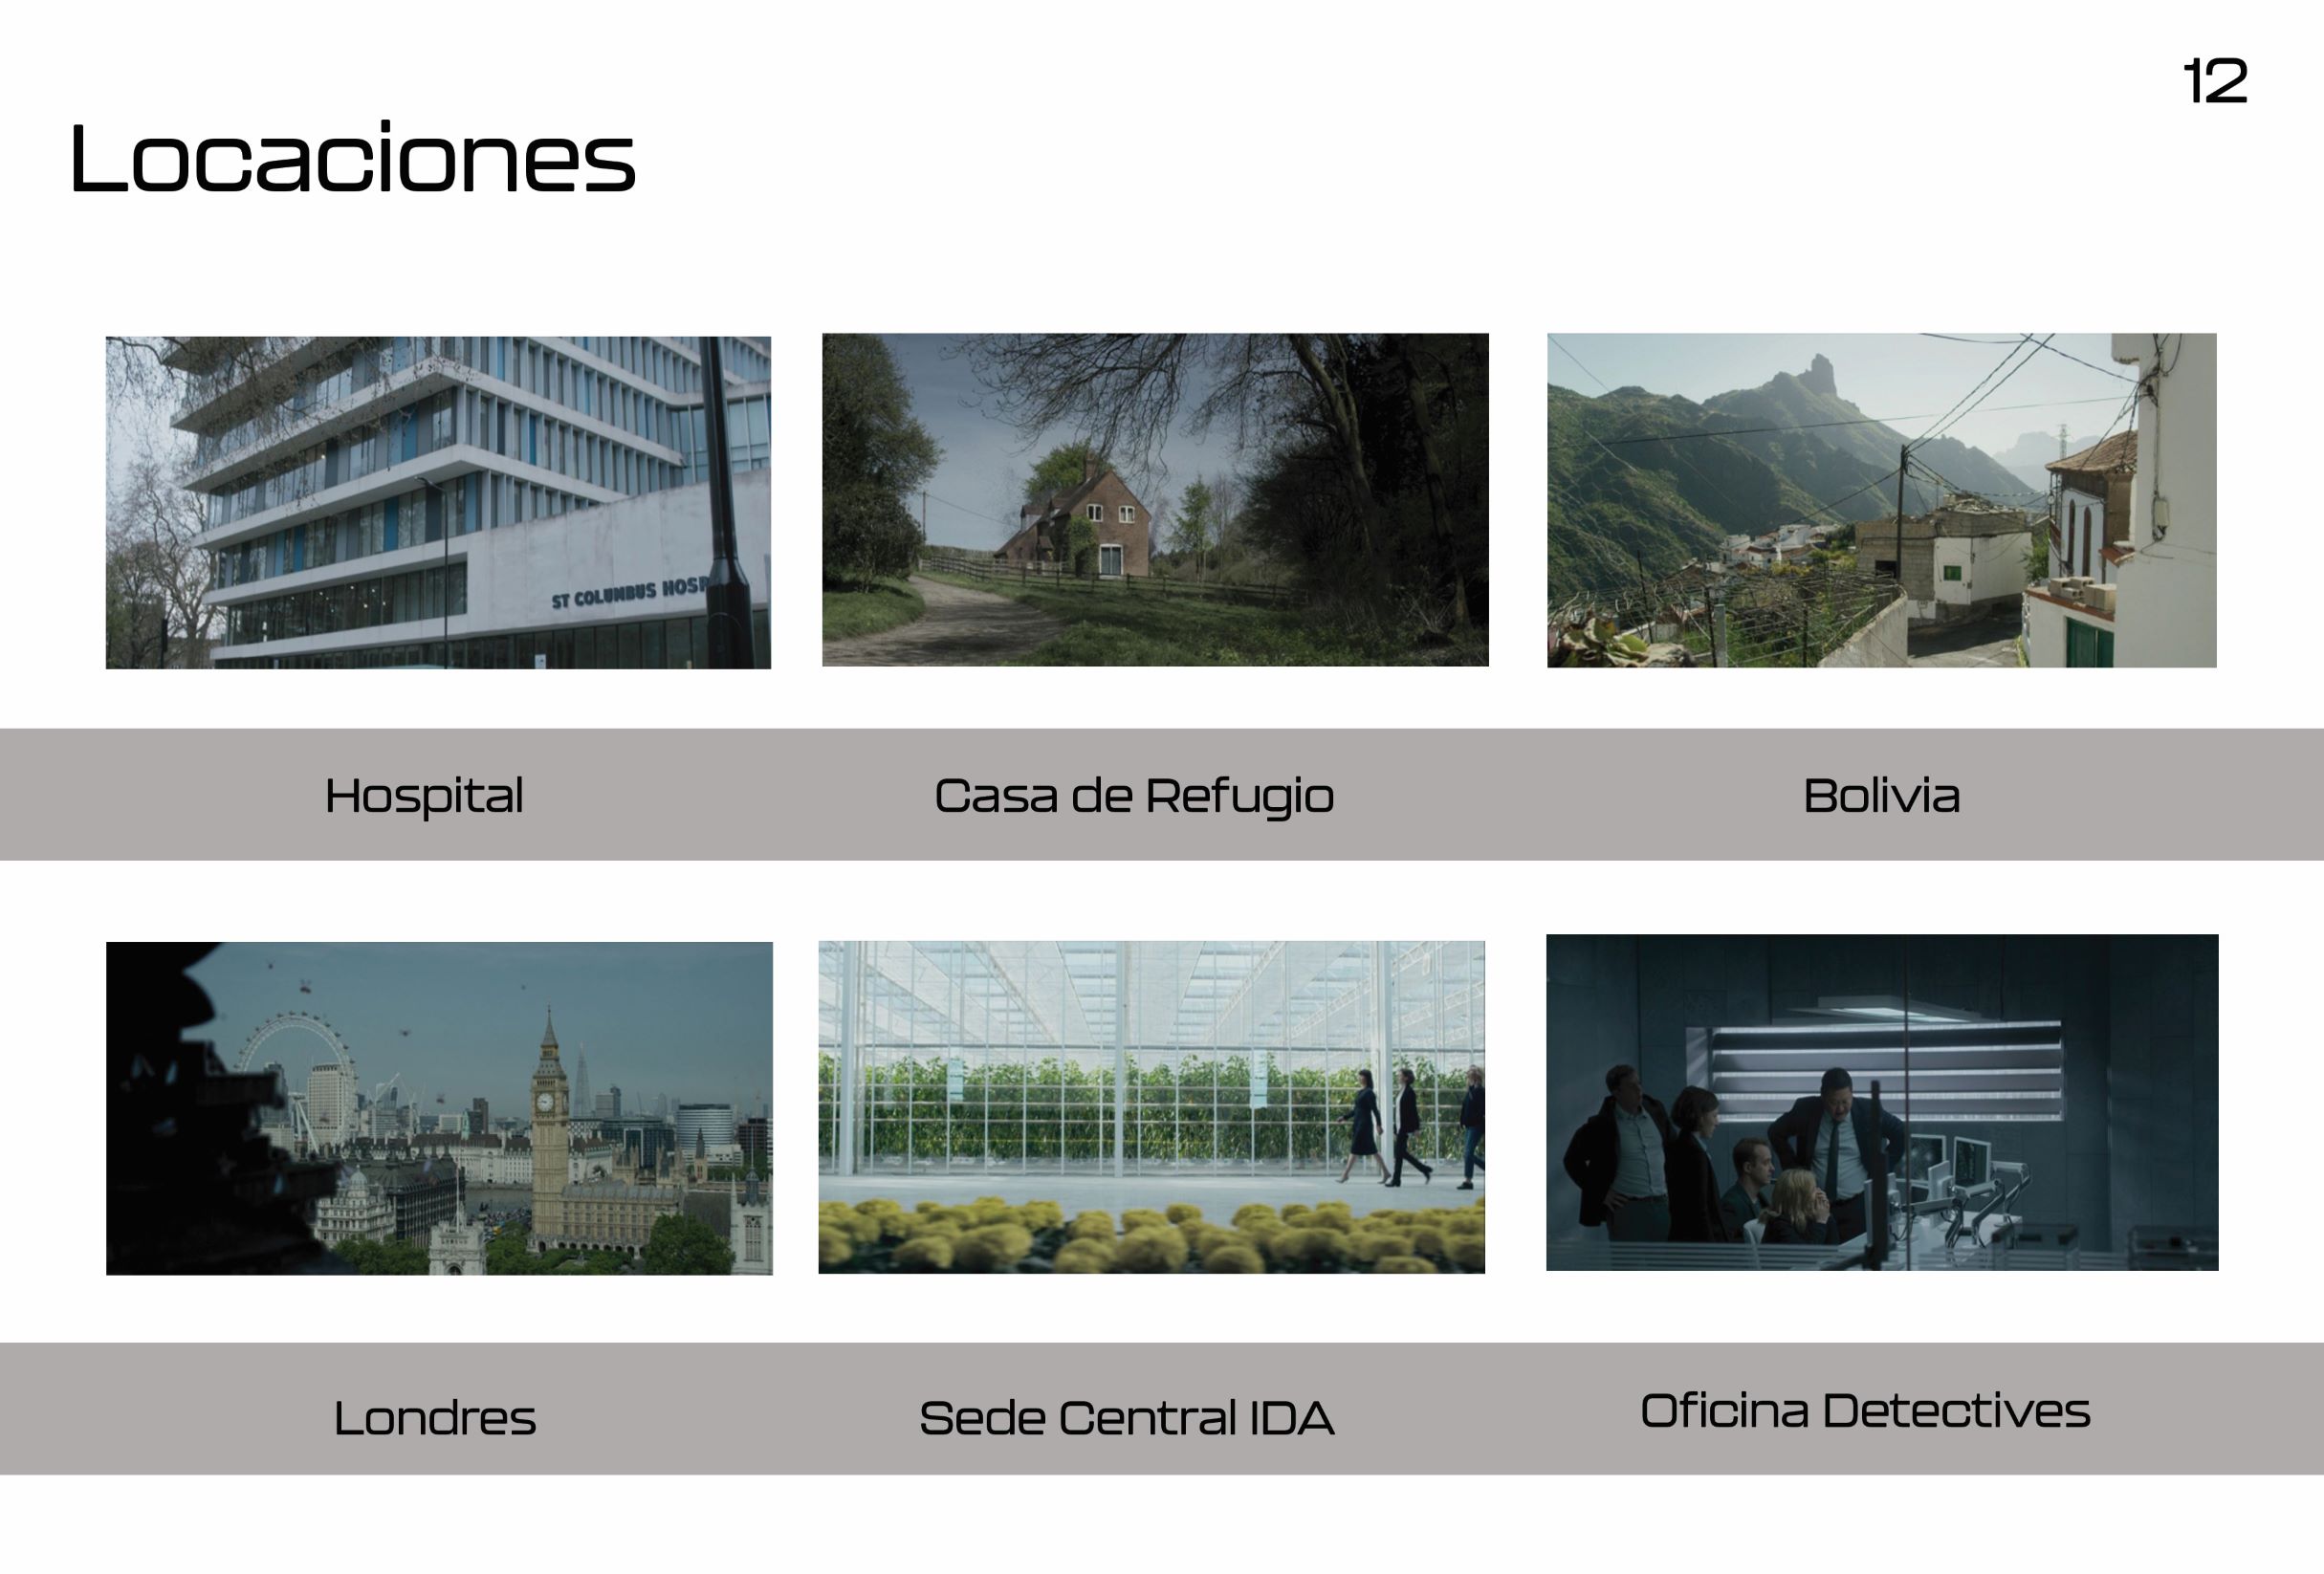 12
Locaciones
ST COLUMBUS HOSP
Hospital
Casa de Refugio
Bolivia
Londres
Sede Central IDA
Oficina Detectives